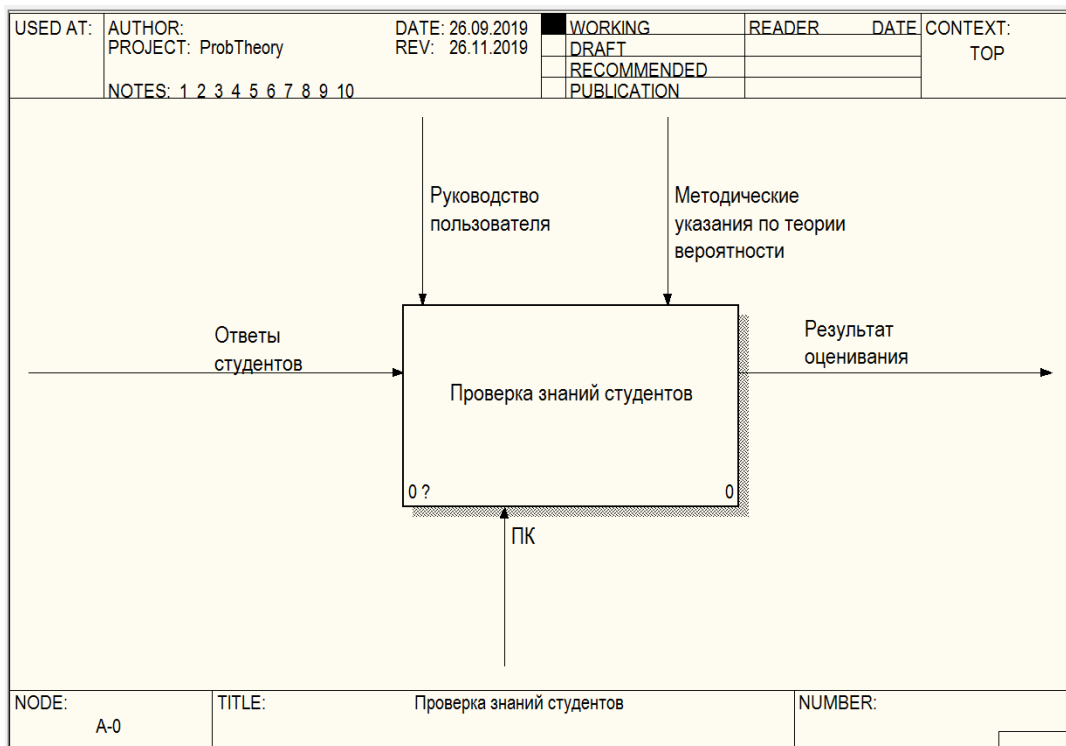 USED AT:
AUTHOR:
DATE: 26.09.2019
WORKING
READER
DATE
CONTEXT:
PROJECT: ProbTheory
REV: 26.11.2019
DRAFT
TOP
RECOMMENDED
NOTES: 1 2 3 4 5 6 7 8 9 10
PUBLICATION
Руководство
пользователя
Методические
указания по теории
вероятности
Ответы
студентов
Результат
оценивания
Проверка знаний студентов
0 ?
0
ПК
NODE:
A-0
TITLE:
Проверка знаний студентов
NUMBER: